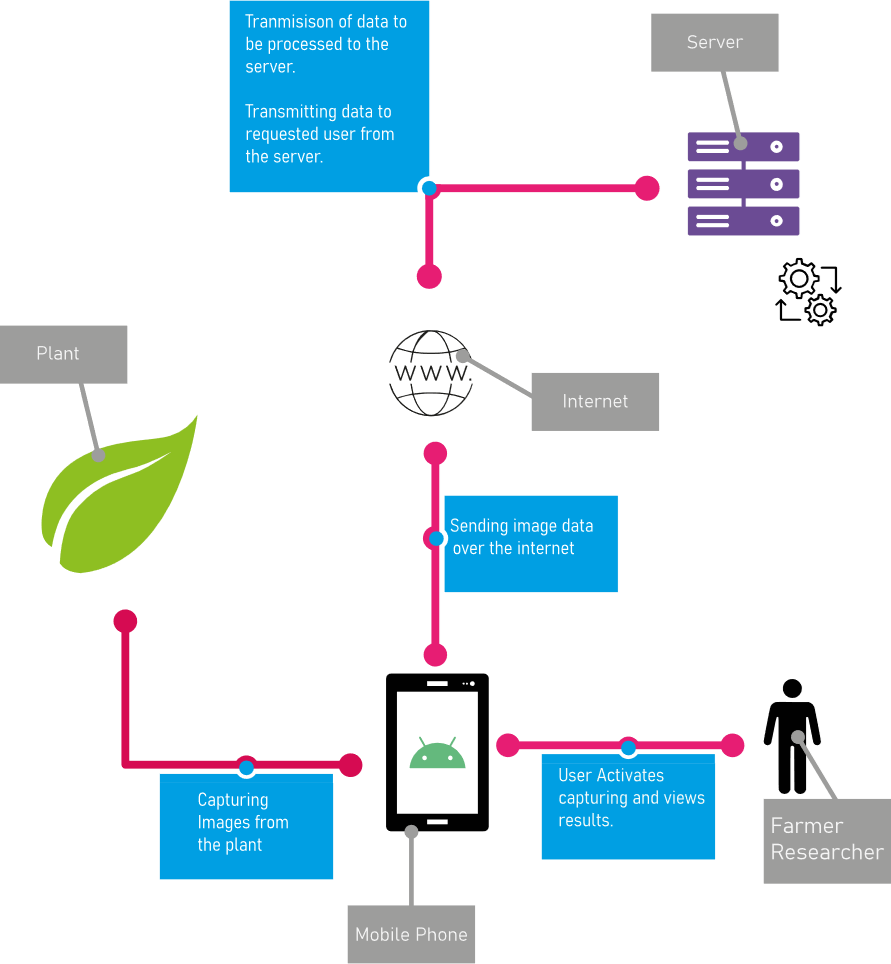 Tranmisison of data to
be processed to the
server.
Transmitting data to
requested user from
the server.
Server
Plant
WWW.
Internet
Sending image data
over the internet
Capturing
Images from
the plant
User Activates
capturing and views
results.
Farmer
Researcher
Mobile Phone